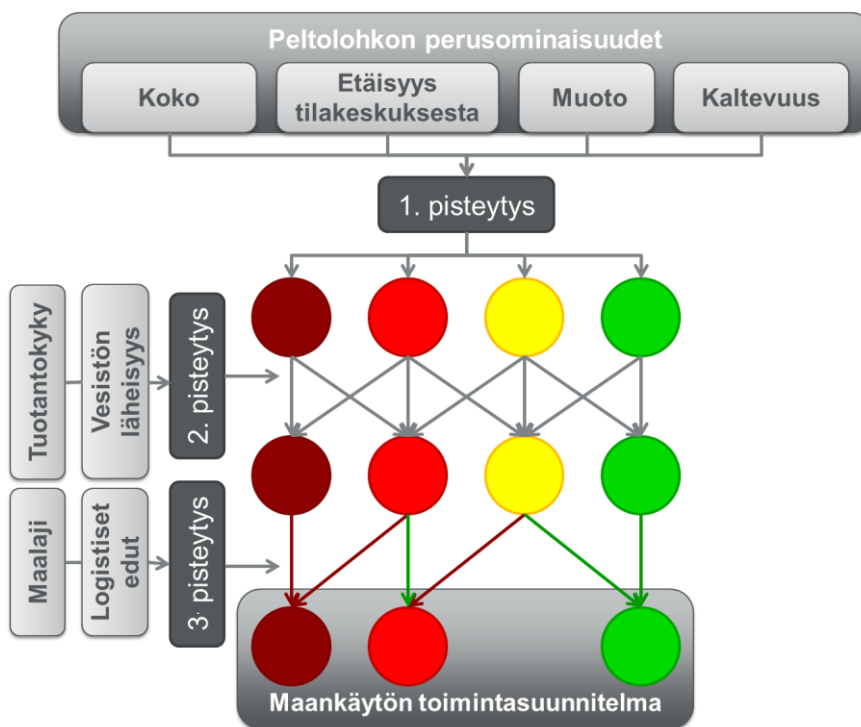 Peltolohkon perusominaisuudet
Koko
Etäisyys
tilakeskuksesta
Muoto
Kaltevuus
1. pisteytys
Tuotantokyky
Vesistön
läheisyys
2. pisteytys
Maalaji
Logistiset
edut
3. pisteytys
Maankäytön toimintasuunnitelma